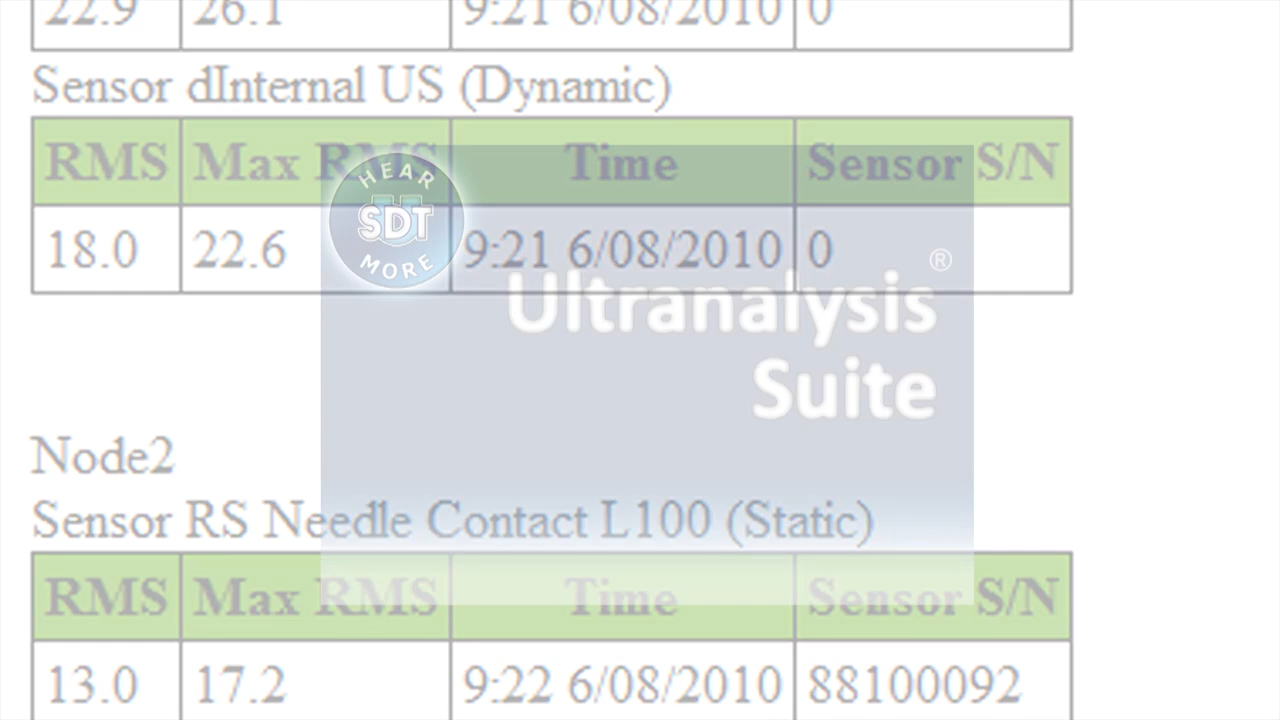 22.9 26.1 9:21 6/08/2010 0
Sensor dInternal US (Dynamic)
RMS Max RMS Time Sensor S/N
18.0 22.6 9:21 6/08/2010 0
HEAR
SDT
MORE
Ultranalysis®
Suite
Node2
Sensor RS Needle Contact L100 (Static)
RMS Max RMS Time Sensor S/N
13.0 17.2 9:22 6/08/2010 88100092